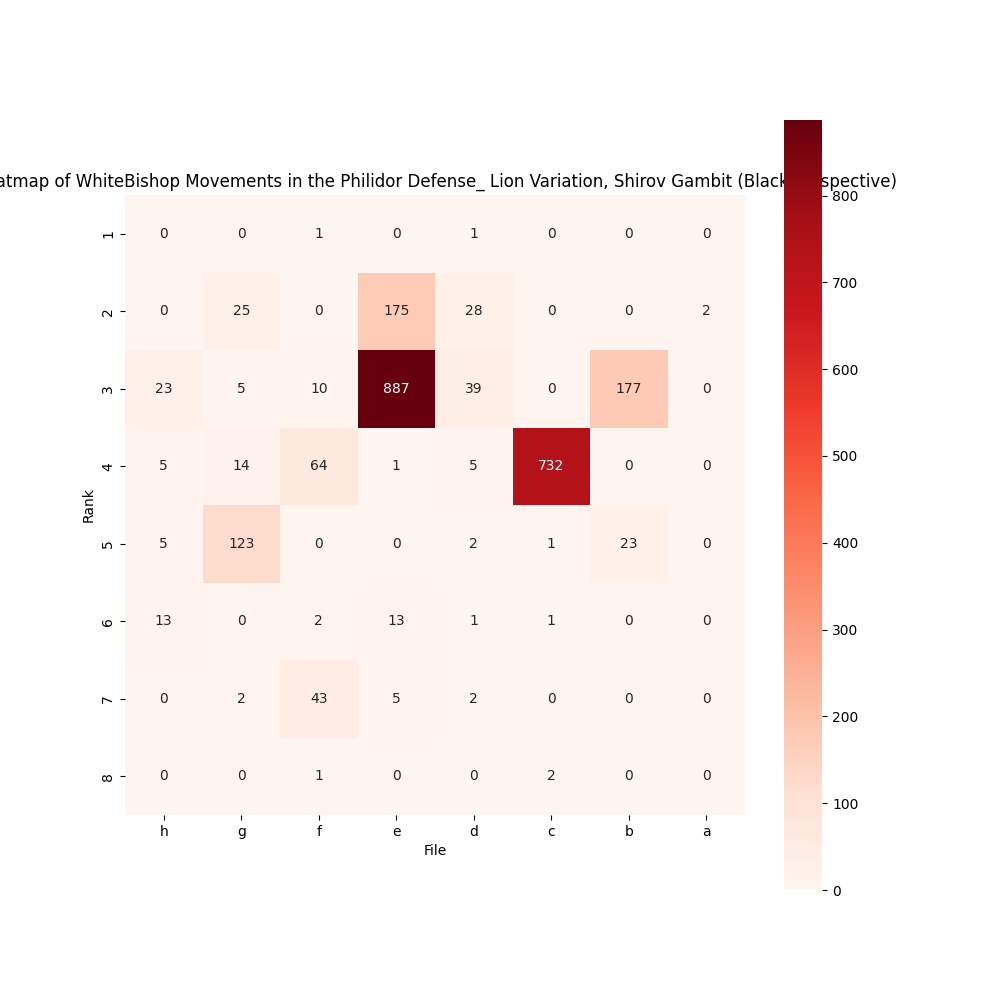 atmap of WhiteBishop Movements in the Philidor Defense_ Lion Variation, Shirov Gambit (Black spective)
800
1 0 0 1 0 1 0 0 0
700
2 0 25 0 175 28 0 0 2
600
3 23 5 10 887 39 0 177 0
500
4 5 14 64 1 5 732 0 0
Rank
400
5 5 123 0 0 2 1 23 0
300
6 13 0 2 13 1 1 0 0
200
7 0 2 43 5 2 0 0 0
100
8 0 0 1 0 0 2 0 0
h g f e d c b a
File
0